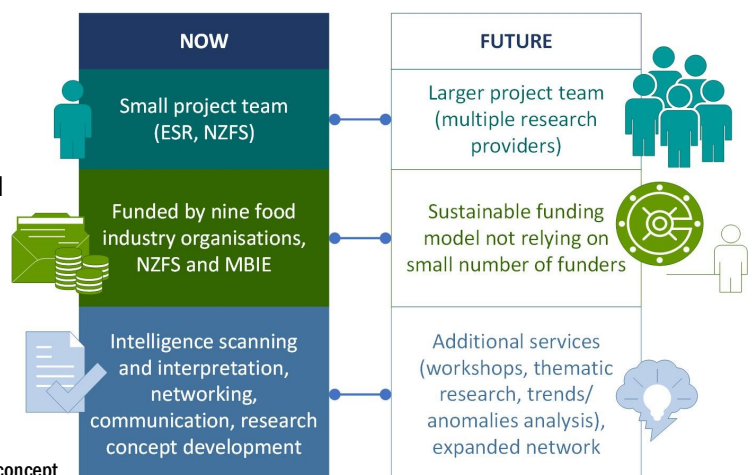 NOW
FUTURE
Small project team
(ESR, NZFS)
Larger project team
(multiple research
providers)
Funded by nine food
industry organisations,
NZFS and MBIE
Sustainable funding
model not relying on
small number of funders
Intelligence scanning
and interpretation,
networking,
communication, research
concept development
Additional services
(workshops, thematic
research, trends/
anomalies analysis),
expanded network
concept